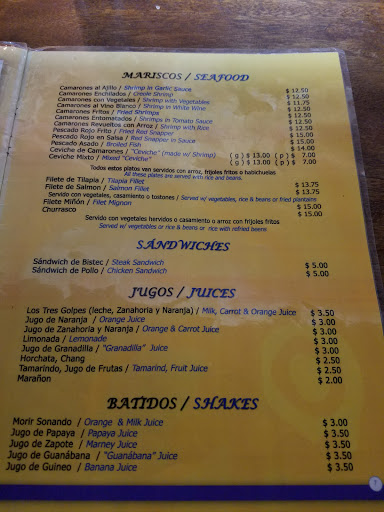 MARISCOS / SEAFOOD
Camarones al Ajillo / Shrimp in Garlic Sauce $ 12.50
Camarones Enchilados / Creole Shrimp $ 12.50
Camarones con Vegetales / Shrimp with Vegetables $ 11.75
Camarones al Vino Blanco / Shrimp in White Wine $ 12.50
Camarones Fritos / Fried Shrimps $ 12.50
Camarones Entomatados / Shrimps in Tomato Sauce $ 12.50
Camarones Revueltos con Arroz / Shrimp with Rice $ 12.50
Pescado Rojo Frito / Fried Red Snapper $ 15.00
Pescado Rojo en Salsa / Red Snapper in Sauce $ 15.00
Pescado Asado / Broiled Fish $ 14.00
Ceviche de Camarones / "Ceviche" (made w/ Shrimp) ( g ) $ 13.00 ( p ) $ 7.00
Ceviche Mixto / Mixed "Ceviche" ( g ) $ 13.00 ( p ) $ 7.00
Todos estos platos van servidos con arroz, frijoles fritos o habichuelas
All these plates are served with rice and beans
Filete de Tilapia / Tilapia Fillet $ 13.75
Filete de Salmon / Salmon Fillet $ 13.75
Servido con vegetales, casamiento o tostones / Served w/ vegetables, rice & beans or fried plantains
Filete Miñón / Filet Mignon $ 15.00
Churrasco $ 15.00
Servido con vegetales hervidos o casamiento o arroz con frijoles fritos
Served w/ vegetables or rice & beans or rice with refried beans
SÁNDWICHES
Sándwich de Bistec / Steak Sandwich $ 5.00
Sándwich de Pollo / Chicken Sandwich $ 5.00
JUGOS / JUICES
Los Tres Golpes (leche, Zanahoria y Naranja) / Milk, Carrot & Orange Juice $ 3.50
Jugo de Naranja / Orange Juice $ 3.00
Jugo de Zanahoria y Naranja / Orange & Carrot Juice $ 3.00
Limonada / Lemonade $ 3.00
Jugo de Granadilla / "Granadilla" Juice $ 3.00
Horchata, Chang $ 2.50
Tamarindo, Jugo de Frutas / Tamarind, Fruit Juice $ 2.50
Marañon $ 2.00
BATIDOS / SHAKES
Morir Sonando / Orange & Milk Juice $ 3.00
Jugo de Papaya / Papaya Juice $ 3.50
Jugo de Zapote / Marney Juice $ 3.50
Jugo de Guanábana / "Guanábana" Juice $ 3.50
Jugo de Guineo / Banana Juice $ 3.50